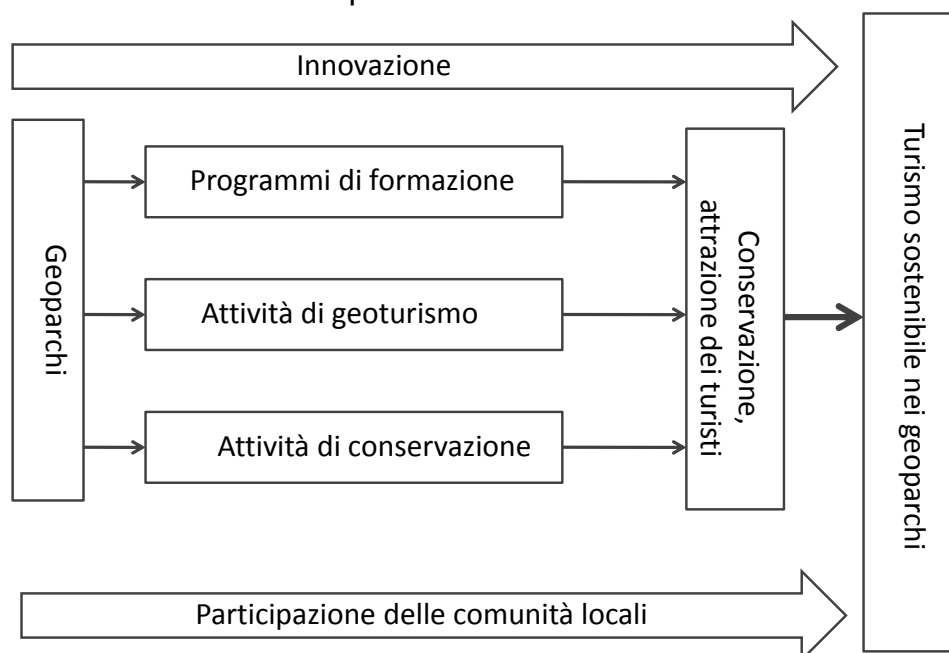 Innovazione
Geoparchi
Programmi di formazione
Attività di geoturismo
Attività di conservazione
Conservazione,
attrazione dei turisti
Turismo sostenibile nei geoparchi
Participazione delle comunità locali